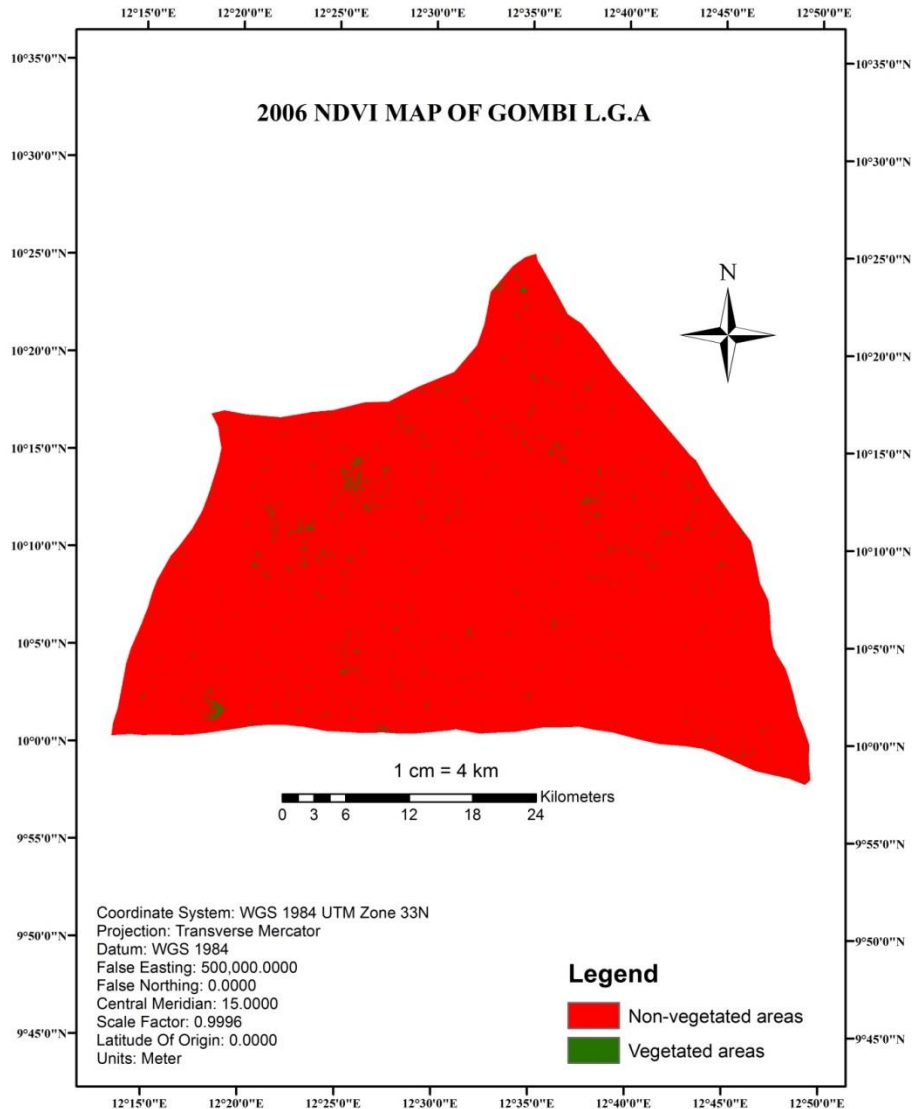 12°15'0"E 12°20'0"E 12°25'0"E 12°30'0"E 12°35'0"E 12°40'0"E 12°45'0"E 12°50'0"E
10°35'0"N 10°35'0"N
2006 NDVI MAP OF GOMBI L.G.A
10°30'0"N 10°30'0"N
10°25'0"N 10°25'0"N
N
10°20'0"N 10°20'0"N
10°15'0"N 10°15'0"N
10°10'0"N 10°10'0"N
10°5'0"N 10°5'0"N
10°0'0"N 10°0'0"N
1 cm = 4 km
Kilometers
0 3 6 12 18 24
9°55'0"N 9°55'0"N
Coordinate System: WGS 1984 UTM Zone 33N
Projection: Transverse Mercator
9°50'0"N 9°50'0"N
Datum: WGS 1984
False Easting: 500,000.0000
False Northing: 0.0000
Central Meridian: 15.0000
Scale Factor: 0.9996
Latitude Of Origin: 0.0000
Units: Meter
Legend
Non-vegetated areas
9°45'0"N 9°45'0"N
Vegetated areas
12°15'0"E 12°20'0"E 12°25'0"E 12°30'0"E 12°35'0"E 12°40'0"E 12°45'0"E 12°50'0"E